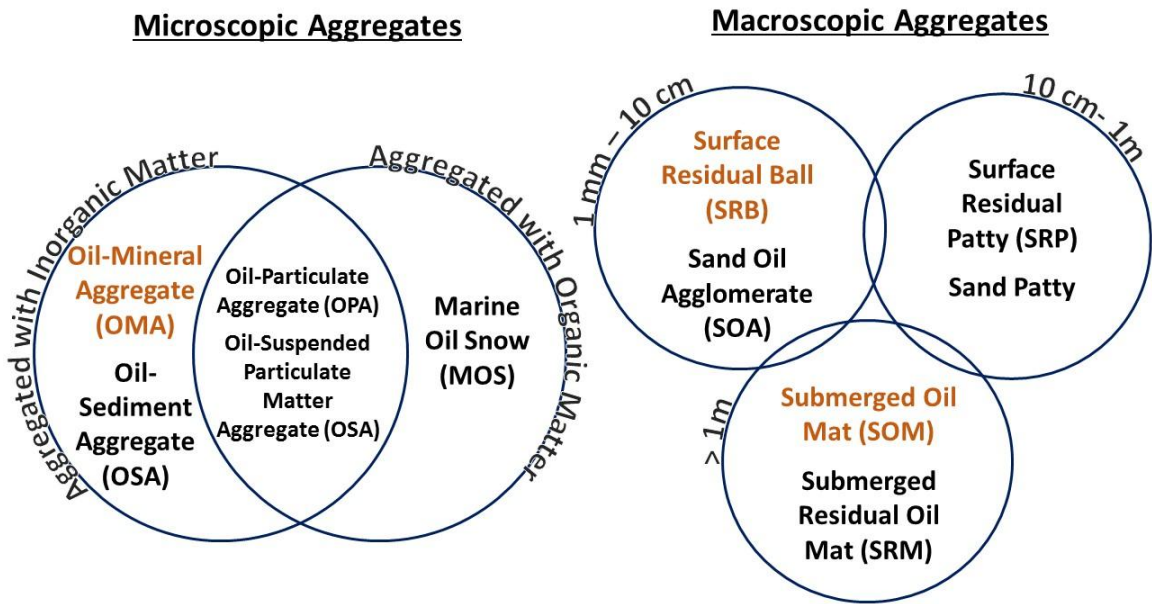 Microscopic Aggregates
Aggregated with Inorganic Matter
Aggregated with Organic Matter
Oil-Mineral
Aggregate
(OMA)
Oil-
Sediment
Aggregate
(OSA)
Oil-Particulate
Aggregate (OPA)
Oil-Suspended
Particulate
Matter
Aggregate (OSA)
Marine
Oil Snow
(MOS)
Macroscopic Aggregates
1 mm – 10 cm
Surface
Residual Ball
(SRB)
Sand Oil
Agglomerate
(SOA)
10 cm- 1m
Surface
Residual
Patty (SRP)
Sand Patty
> 1m
Submerged Oil
Mat (SOM)
Submerged
Residual Oil
Mat (SRM)